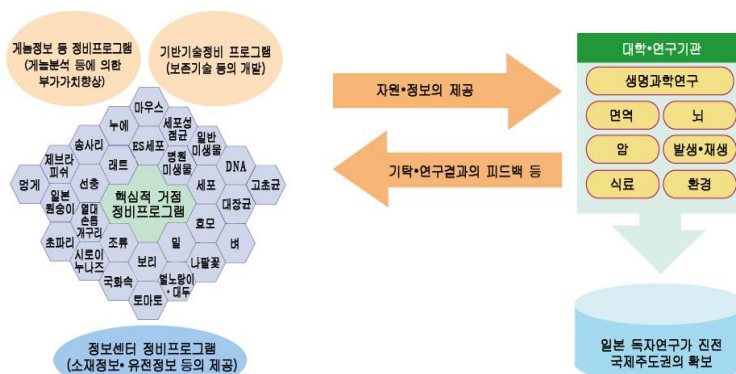 게놈정보 등 정비프로그램
(게놈분석 등에 의한
부가가치향상)
기반기술정비 프로그램
(보존기술 등의 개발)
마우스
누에
세포성
점균
송사리
ES세포
일반
미생물
제브라
피쉬
래트
병원
미생물
DNA
멍게
선충
핵심적 거점
정비프로그램
세포
고초균
일본
원숭이
열대
손톱
개구리
대장균
효모
초파리
조류
밀
벼
시로이
누나즈
보리
나팔꽃
국화속
벌노랑이
•대두
토마토
정보센터 정비프로그램
(소재정보•유전정보 등의 제공)
자원•정보의 제공
기탁•연구결과의 피드백 등
대학•연구기관
생명과학연구
면역
뇌
암
발생•재생
식료
환경
일본 독자연구가 진전
국제주도권의 확보